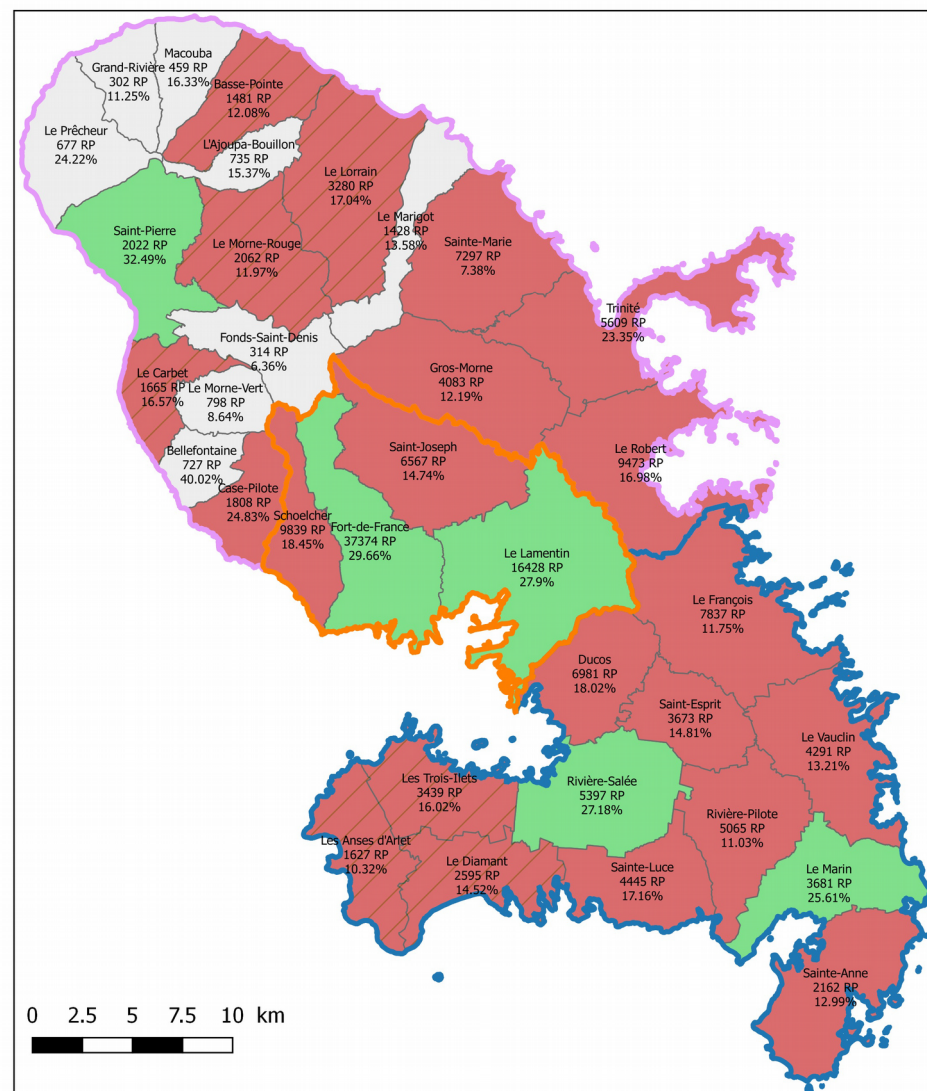 Macouba
459 RP
16.33%
Grand-Rivière
302 RP
11.25%
Basse-Pointe
1481 RP
12.08%
Le Prêcheur
677 RP
24.22%
L'Ajoupa-Bouillon
735 RP
15.37%
Le Lorrain
3280 RP
17.04%
Le Marigot
1428 RP
13.58%
Saint-Pierre
2022 RP
32.49%
Le Morne-Rouge
2062 RP
11.97%
Sainte-Marie
7297 RP
7.38%
Trinité
5609 RP
23.35%
Fonds-Saint-Denis
314 RP
6.36%
Gros-Morne
4083 RP
12.19%
Le Carbet
1665 RP
16.57%
Le Morne-Vert
798 RP
8.64%
Bellefontaine
727 RP
40.02%
Saint-Joseph
6567 RP
14.74%
Le Robert
9473 RP
16.98%
Case-Pilote
1808 RP
24.83%
Schoelcher
9839 RP
18.45%
Fort-de-France
37374 RP
29.66%
Le Lamentin
16428 RP
27.9%
Le François
7837 RP
11.75%
Ducos
6981 RP
18.02%
Saint-Esprit
3673 RP
14.81%
Le Vauclin
4291 RP
13.21%
Les Trois-Ilets
3439 RP
16.02%
Rivière-Salée
5397 RP
27.18%
Rivière-Pilote
5065 RP
11.03%
Les Anses d'Arlet
1627 RP
10.32%
Le Diamant
2595 RP
14.52%
Sainte-Luce
4445 RP
17.16%
Le Marin
3681 RP
25.61%
Sainte-Anne
2162 RP
12.99%
0 2.5 5 7.5 10 km